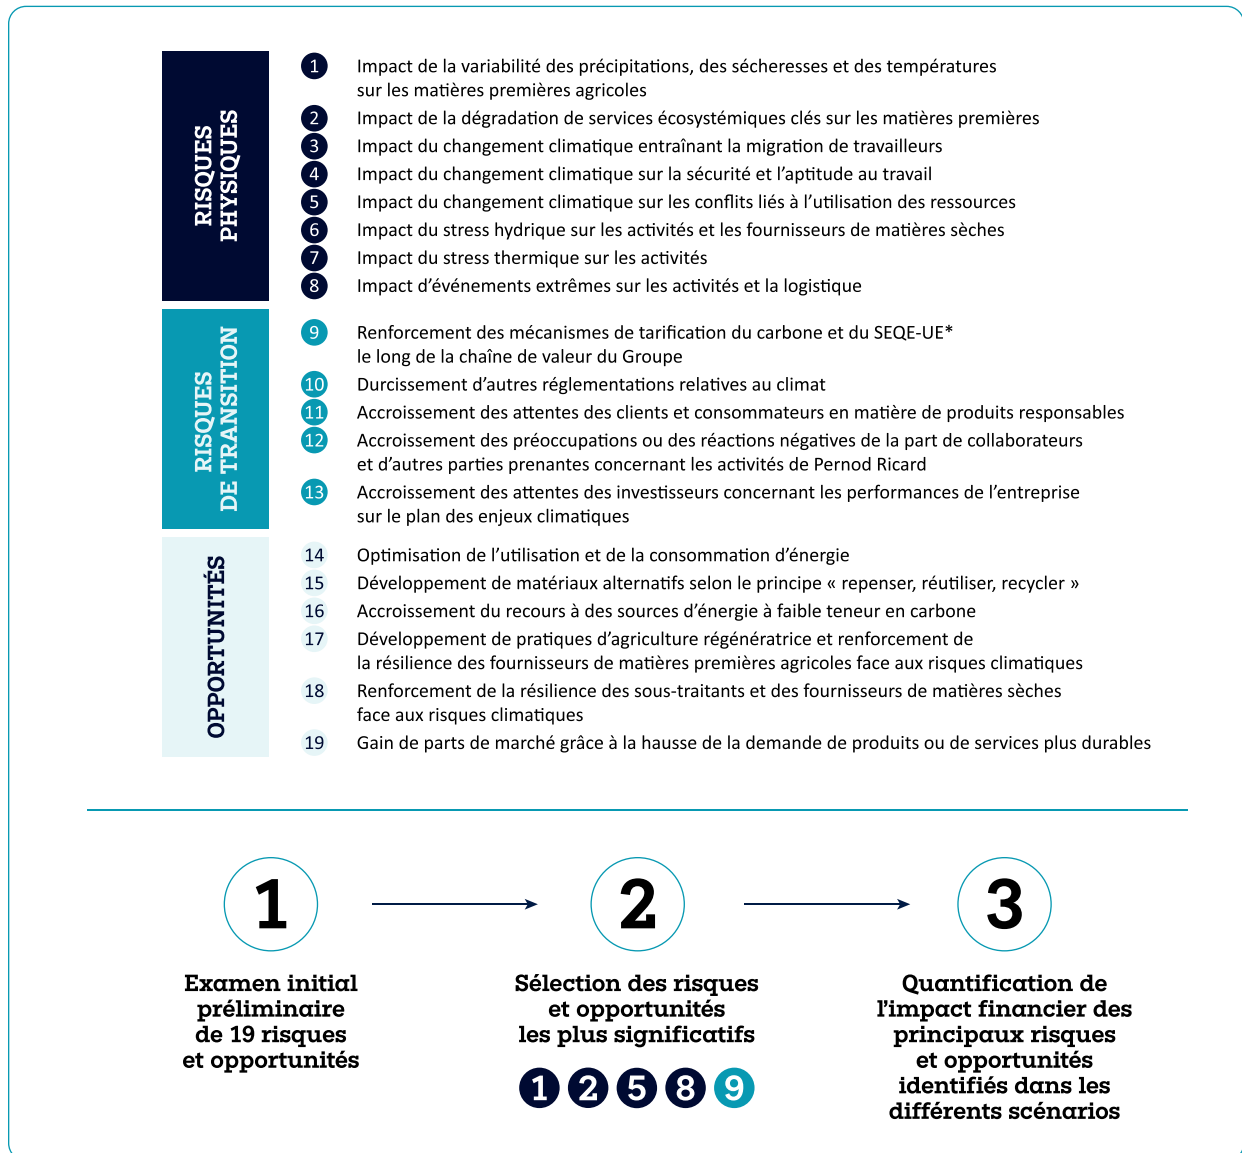 RISQUES
PHYSIQUES
1 Impact de la variabilité des précipitations, des sécheresses et des températures
sur les matières premières agricoles
2 Impact de la dégradation de services écosystémiques clés sur les matières premières
3 Impact du changement climatique entraînant la migration de travailleurs
4 Impact du changement climatique sur la sécurité et l’aptitude au travail
5 Impact du changement climatique sur les conflits liés à l’utilisation des ressources
6 Impact du stress hydrique sur les activités et les fournisseurs de matières sèches
7 Impact du stress thermique sur les activités
8 Impact d’événements extrêmes sur les activités et la logistique
RISQUES
DE TRANSITION
9 Renforcement des mécanismes de tarification du carbone et du SEQE-UE*
le long de la chaîne de valeur du Groupe
10 Durcissement d’autres réglementations relatives au climat
11 Accroissement des attentes des clients et consommateurs en matière de produits responsables
12 Accroissement des préoccupations ou des réactions négatives de la part de collaborateurs
et d’autres parties prenantes concernant les activités de Pernod Ricard
13 Accroissement des attentes des investisseurs concernant les performances de l’entreprise
sur le plan des enjeux climatiques
OPPORTUNITÉS
14 Optimisation de l’utilisation et de la consommation d’énergie
15 Développement de matériaux alternatifs selon le principe « repenser, réutiliser, recycler »
16 Accroissement du recours à des sources d’énergie à faible teneur en carbone
17 Développement de pratiques d’agriculture régénératrice et renforcement de
la résilience des fournisseurs de matières premières agricoles face aux risques climatiques
18 Renforcement de la résilience des sous-traitants et des fournisseurs de matières sèches
face aux risques climatiques
19 Gain de parts de marché grâce à la hausse de la demande de produits ou de services plus durables
1
Examen initial
préliminaire
de 19 risques
et opportunités
2
Sélection des risques
et opportunités
les plus significatifs
1 2 5 8 9
3
Quantification de
l’impact financier des
principaux risques
et opportunités
identifiés dans les
différents scénarios